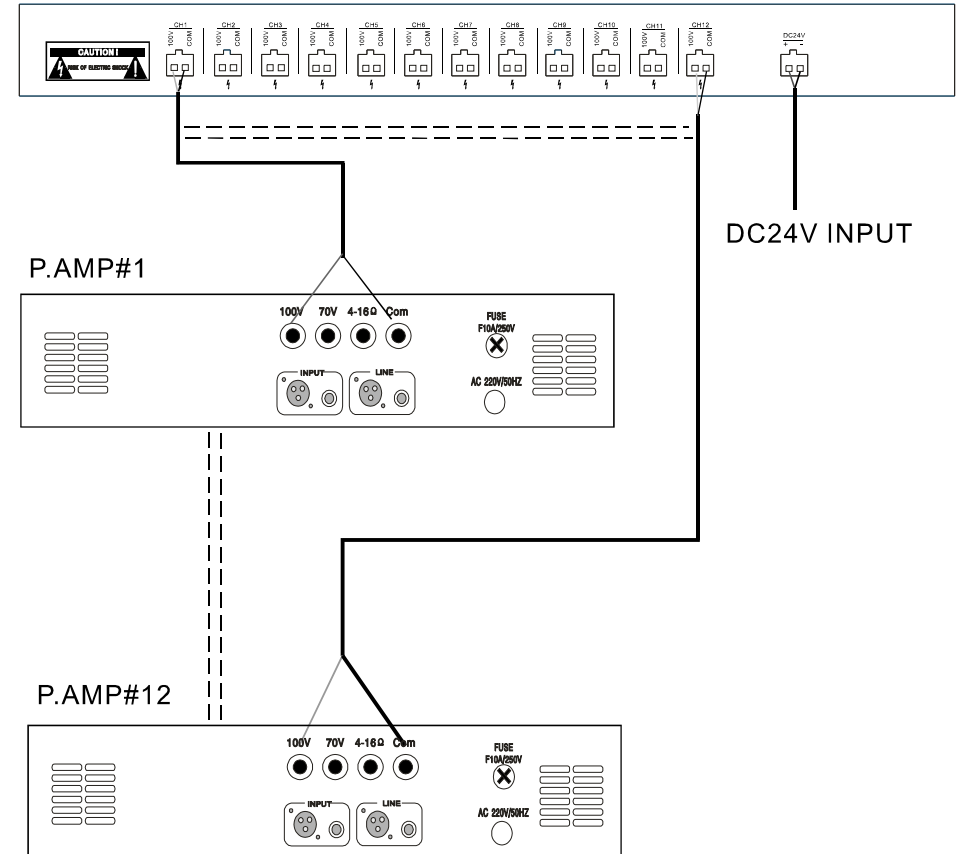 CH1 CH2 CH3 CH4 CH5 CH6 CH7 CH8 CH9 CH10 CH11 CH12
100V COM 100V COM 100V COM 100V COM 100V COM 100V COM 100V COM 100V COM 100V COM 100V COM 100V COM 100V COM
DC24V
+ -
CAUTION!
RISK OF ELECTRIC SHOCK
DC24V INPUT
P.AMP#1
100V 70V 4-16Ω Com
FUSE
F10A/250V
INPUT LINE
AC 220V/50HZ
P.AMP#12
100V 70V 4-16Ω Com
FUSE
F10A/250V
INPUT LINE
AC 220V/50HZ